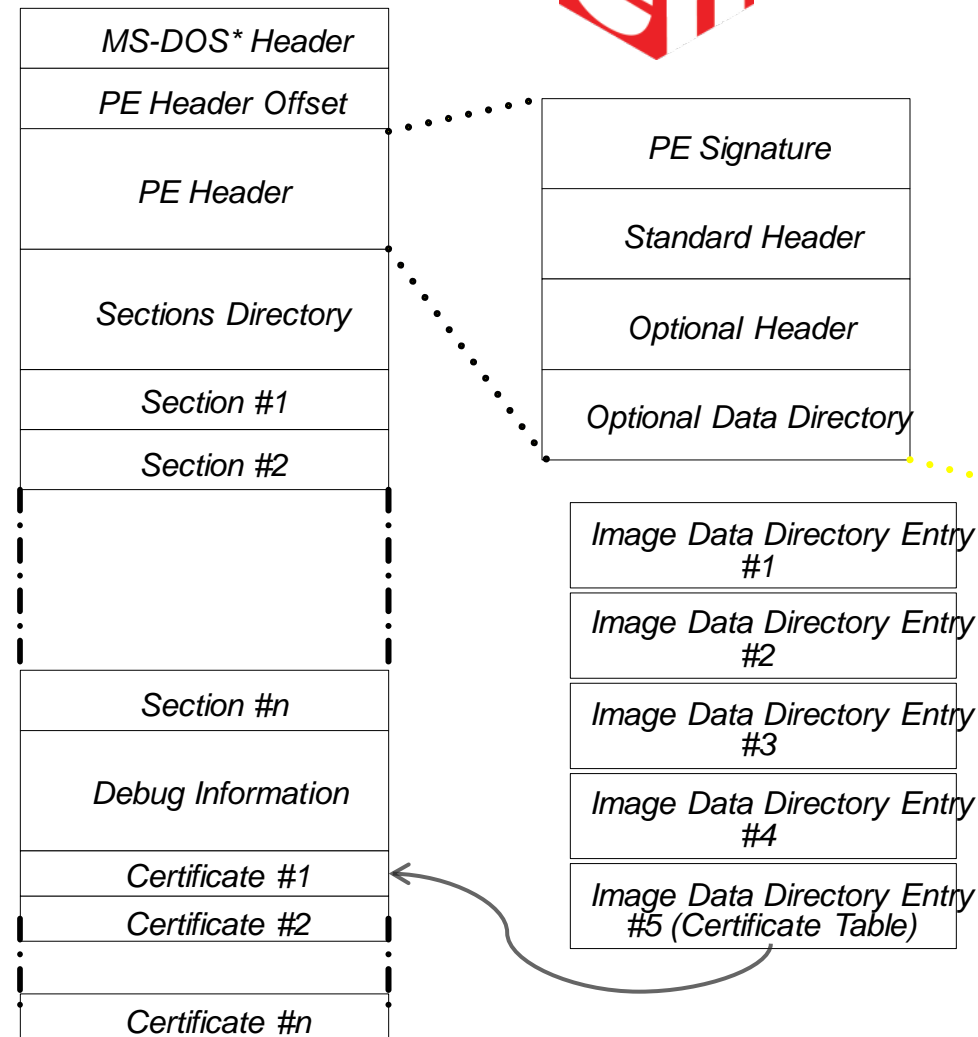 MS-DOS* Header
PE Header Offset
PE Header
Sections Directory
Section #1
Section #2
Section #n
Debug Information
Certificate #1
Certificate #2
Certificate #n
PE Signature
Standard Header
Optional Header
Optional Data Directory
Image Data Directory Entry
#1
Image Data Directory Entry
#2
Image Data Directory Entry
#3
Image Data Directory Entry
#4
Image Data Directory Entry
#5 (Certificate Table)